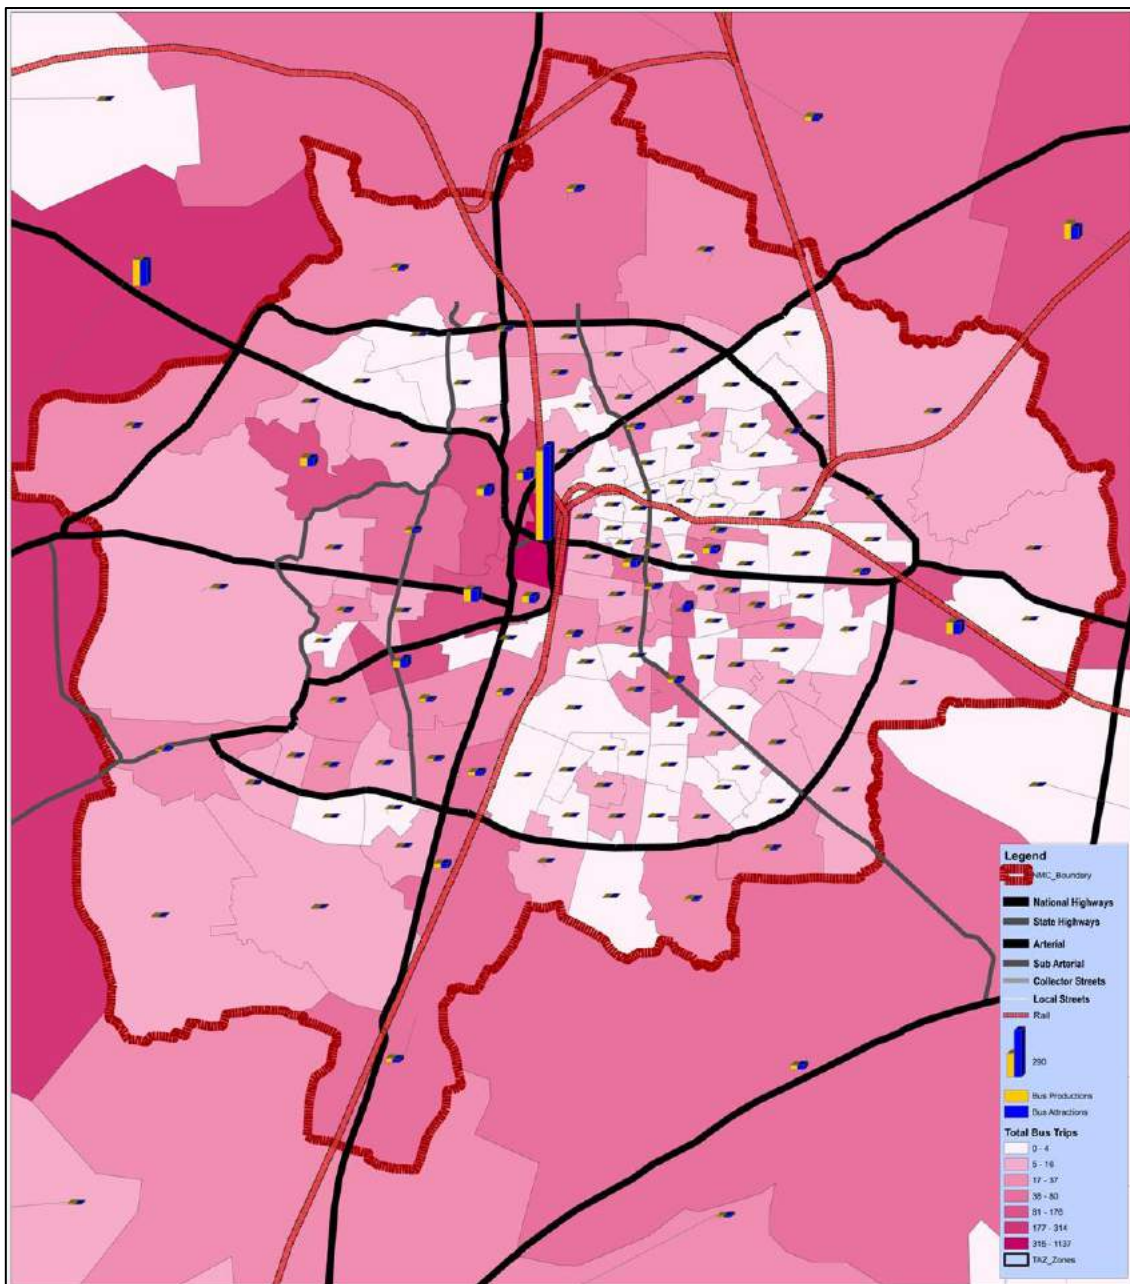 Legend
NMC_Boundary
National Highways
State Highways
Arterial
Sub Arterial
Collector Streets
Local Streets
Rail
290
Bus Productions
Bus Attractions
Total Bus Trips
0 - 4
5 - 16
17 - 37
38 - 80
81 - 176
177 - 314
315 - 1137
TAZ_Zones